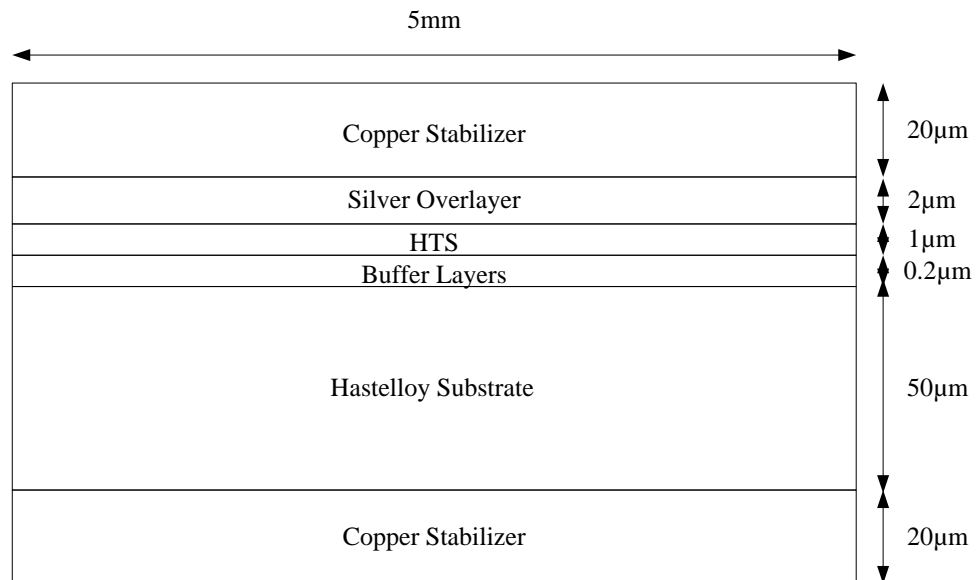 5mm
Copper Stabilizer
20µm
Silver Overlayer
2µm
HTS
1µm
Buffer Layers
0.2µm
Hastelloy Substrate
50µm
Copper Stabilizer
20µm